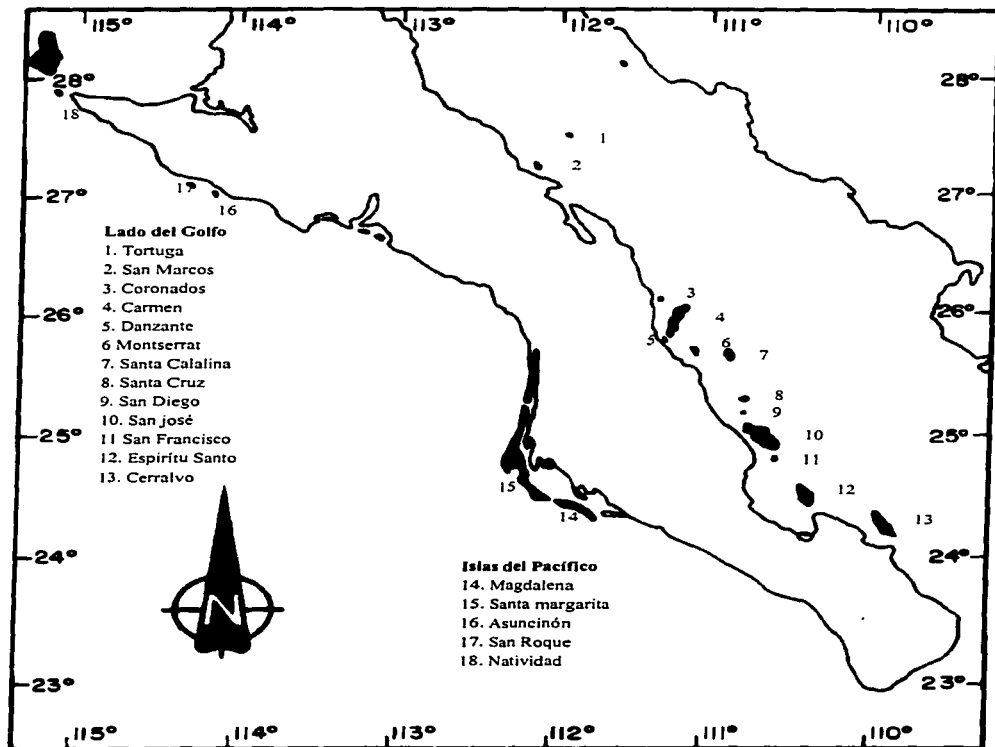 115° 114° 113° 112° 111° 110°
28° 28°
18
1
2
17
16
27° 27°
Lado del Golfo
1. Tortuga
2. San Marcos
3. Coronados
4. Carmen
5. Danzante
6 Montserrat
7. Santa Calalina
8. Santa Cruz
9. San Diego
10. San josé
11 San Francisco
12. Espirítu Santo
13. Cerralvo
3
26° 4 26°
5 6 7
8
9
25° 10 25°
11
15 12
14 13
24° 24°
N
Islas del Pacífico
14. Magdalena
15. Santa margarita
16. Asuncinón
17. San Roque
18. Natividad
23° 23°
115° 114° 113° 112° 111° 110°